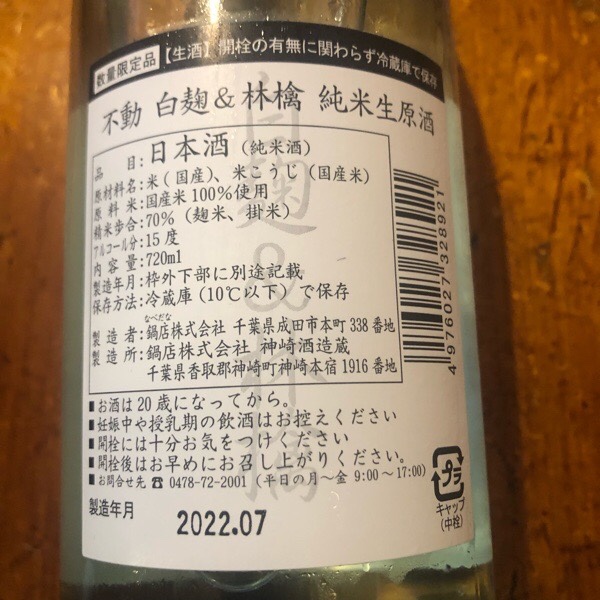 数量限定品 【生酒】開栓の有無に関わらず冷蔵庫で保存
不動 白麹&林檎 純米生原酒
白麹&林檎
品目:日本酒(純米酒)
原材料名:米(国産)、米こうじ(国産米)
原料米:国産米100%使用
精米歩合:70%(麹米、掛米)
アルコール分:15度
内容量:720ml
製造年月:枠外下部に別途記載
保存方法:冷蔵庫(10℃以下)で保存
なべだな
製造者:鍋店株式会社 千葉県成田市本町338番地
製造所:鍋店株式会社 神崎酒造蔵
千葉県香取郡神崎町神崎本宿1916番地
■お酒は20歳になってから。
■妊娠中や授乳期の飲酒はお控えください
■開栓には十分お気をつけください
■開栓後はお早めにお召し上がりください。
■お問合せ先 ☎ 0478-72-2001 (平日の月~金 9:00~17:00)
製造年月 2022.07
4976027328921
プラ
キャップ
(中栓)